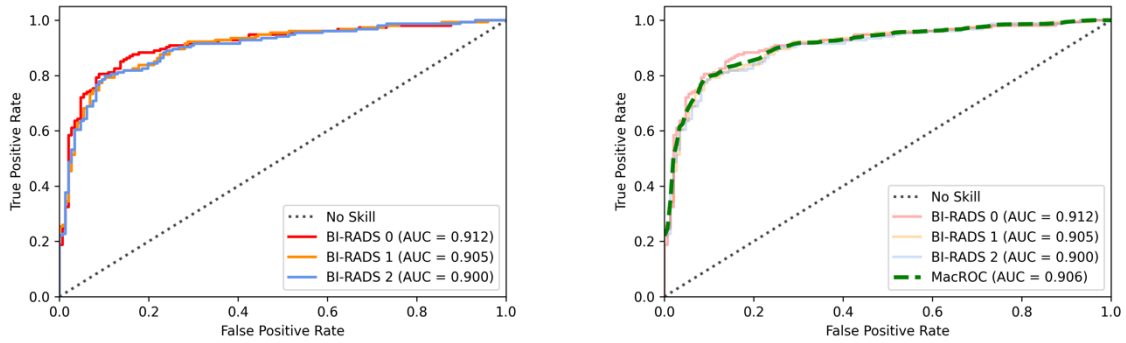 1.0
0.8
0.6
0.4
0.2
0.0
True Positive Rate
No Skill
BI-RADS 0 (AUC = 0.912)
BI-RADS 1 (AUC = 0.905)
BI-RADS 2 (AUC = 0.900)
0.0 0.2 0.4 0.6 0.8 1.0
False Positive Rate
1.0
0.8
0.6
0.4
0.2
0.0
True Positive Rate
No Skill
BI-RADS 0 (AUC = 0.912)
BI-RADS 1 (AUC = 0.905)
BI-RADS 2 (AUC = 0.900)
MacROC (AUC = 0.906)
0.0 0.2 0.4 0.6 0.8 1.0
False Positive Rate